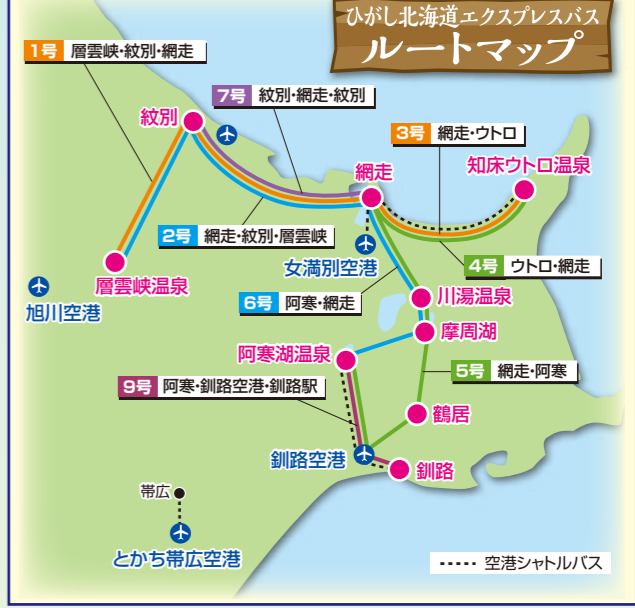 ひがし北海道エクスプレスバス
ルートマップ
1号 層雲峡・紋別・網走
7号 紋別・網走・紋別
紋別
3号 網走・ウトロ
網走
知床ウトロ温泉
2号 網走・紋別・層雲峡
女満別空港
4号 ウトロ・網走
層雲峡温泉
旭川空港
6号 阿寒・網走
川湯温泉
摩周湖
阿寒湖温泉
9号 阿寒・釧路空港・釧路駅
5号 網走・阿寒
鶴居
釧路空港
釧路
帯広
とかち帯広空港
空港シャトルバス